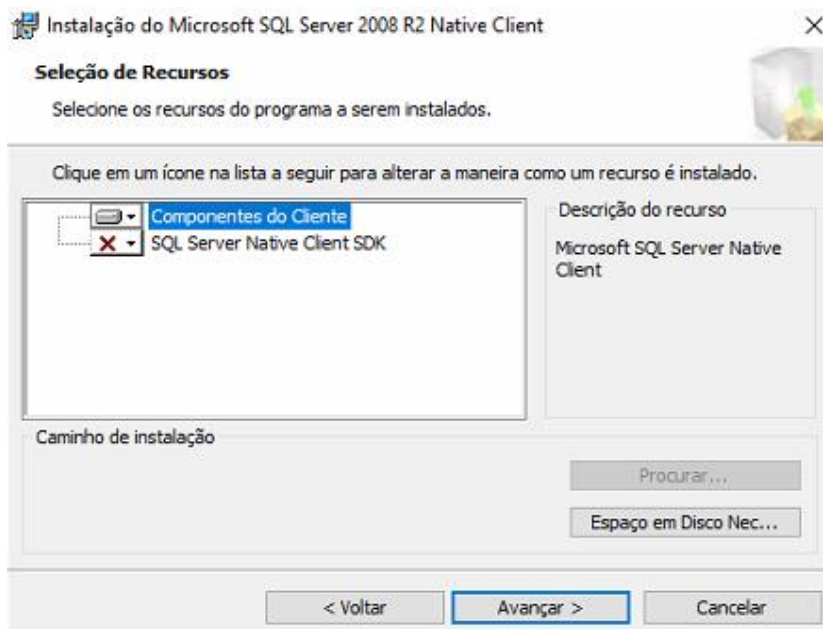 Instalação do Microsoft SQL Server 2008 R2 Native Client
Seleção de Recursos
Selecione os recursos do programa a serem instalados.
Clique em um ícone na lista a seguir para alterar a maneira como um recurso é instalado.
Componentes do Cliente
SQL Server Native Client SDK
Descrição do recurso
Microsoft SQL Server Native
Client
Caminho de instalação
Procurar...
Espaço em Disco Nec...
< Voltar
Avançar >
Cancelar